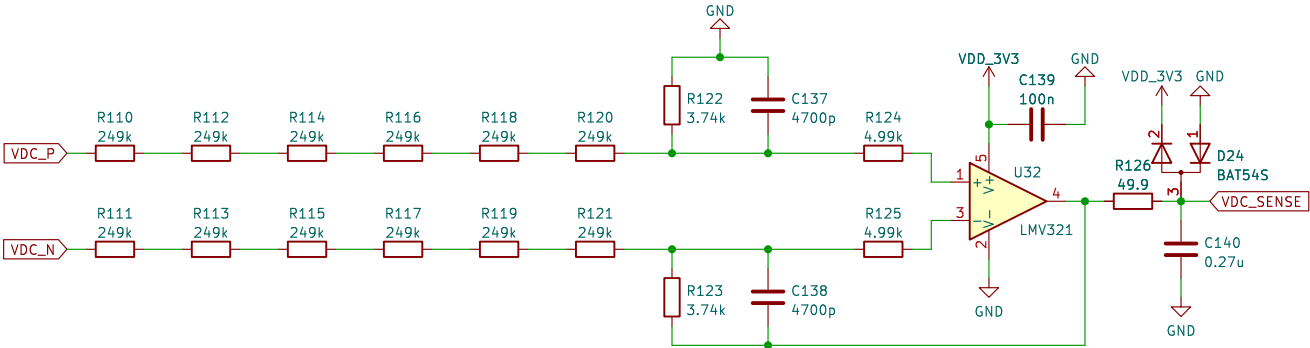 GND
VDD_3V3
GND
C139
100n
VDD_3V3
GND
R110
249k
R112
249k
R114
249k
R116
249k
R118
249k
R120
249k
R122
3.74k
C137
4700p
R124
4.99k
VDC_P
5
1
+
V+
U32
4
3
-
V-
2
LMV321
GND
2
1
D24
BAT54S
R126
49.9
3
VDC_SENSE
R111
249k
R113
249k
R115
249k
R117
249k
R119
249k
R121
249k
R125
4.99k
VDC_N
R123
3.74k
C138
4700p
C140
0.27u
GND